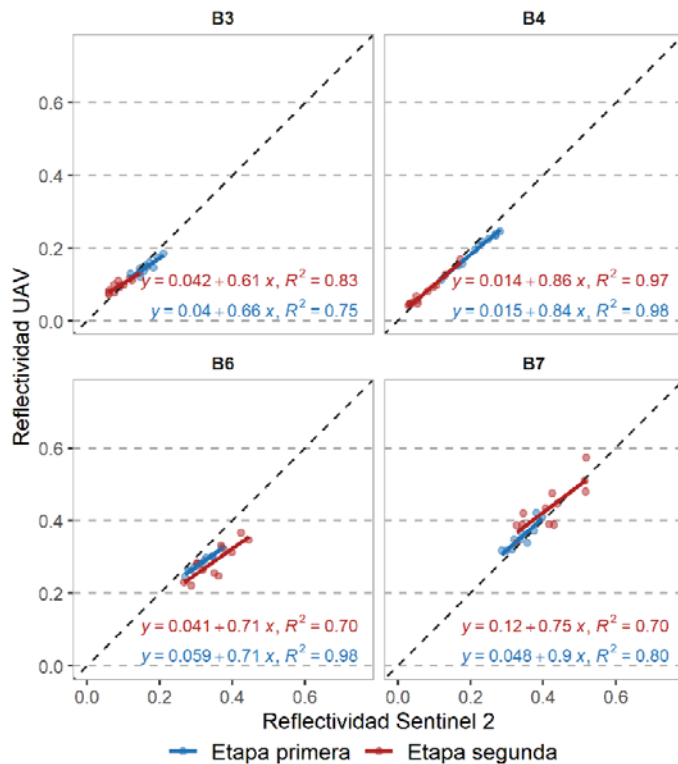 B3
B4
0.6
0.4
0.2
0.0
y = 0.042 + 0.61 x, R² = 0.83
y = 0.04 + 0.66 x, R² = 0.75
y = 0.014 + 0.86 x, R² = 0.97
y = 0.015 + 0.84 x, R² = 0.98
Reflectividad UAV
B6
B7
0.6
0.4
0.2
0.0
y = 0.041 + 0.71 x, R² = 0.70
y = 0.059 + 0.71 x, R² = 0.98
y = 0.12 + 0.75 x, R² = 0.70
y = 0.048 + 0.9 x, R² = 0.80
0.0 0.2 0.4 0.6 0.0 0.2 0.4 0.6
Reflectividad Sentinel 2
Etapa primera Etapa segunda